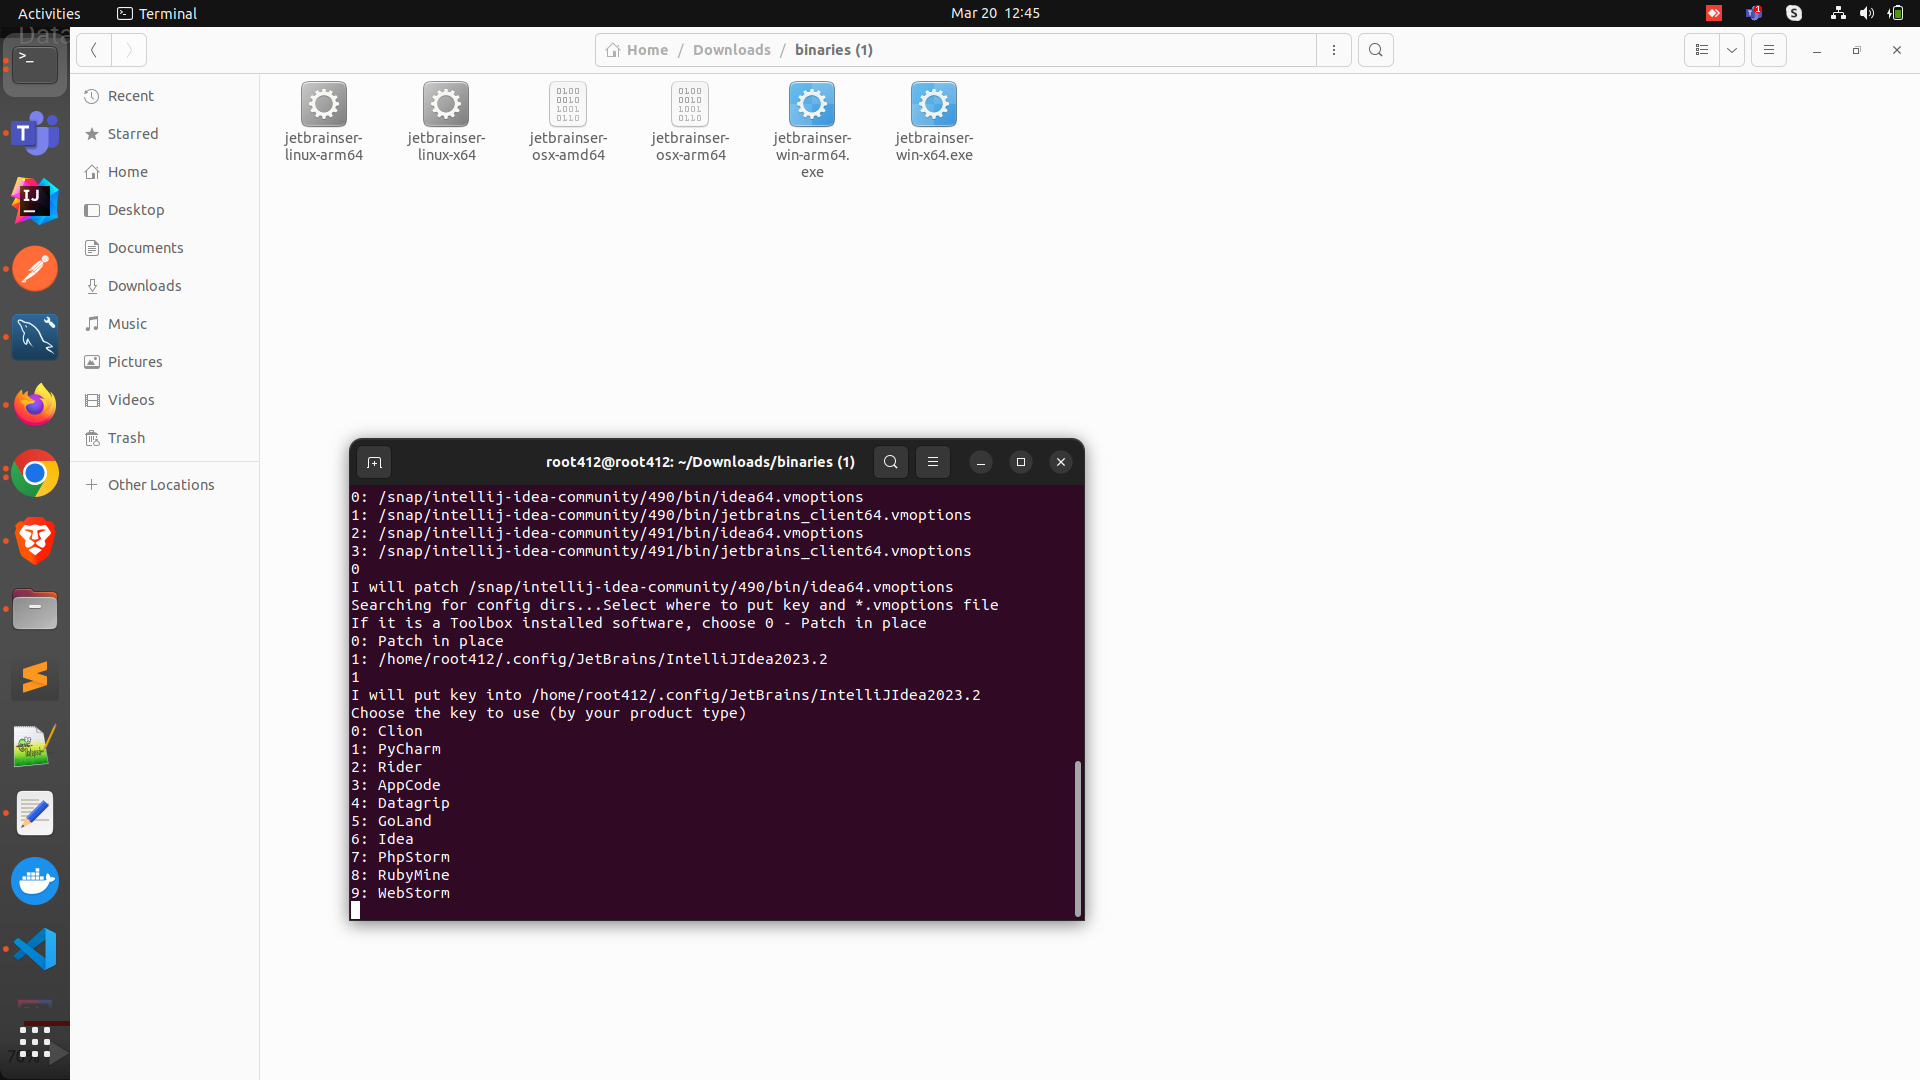 Activities
Terminal
Mar 20 12:45
Data
Home / Downloads / binaries (1)
Recent
Starred
Home
Desktop
Documents
Downloads
Music
Pictures
Videos
Trash
Other Locations
jetbrainser-
linux-arm64
jetbrainser-
linux-x64
jetbrainser-
osx-amd64
jetbrainser-
osx-arm64
jetbrainser-
win-arm64.
exe
jetbrainser-
win-x64.exe
root412@root412: ~/Downloads/binaries (1)
0: /snap/intellij-idea-community/490/bin/idea64.vmoptions
1: /snap/intellij-idea-community/490/bin/jetbrains_client64.vmoptions
2: /snap/intellij-idea-community/491/bin/idea64.vmoptions
3: /snap/intellij-idea-community/491/bin/jetbrains_client64.vmoptions
0
I will patch /snap/intellij-idea-community/490/bin/idea64.vmoptions
Searching for config dirs...Select where to put key and *.vmoptions file
If it is a Toolbox installed software, choose 0 - Patch in place
0: Patch in place
1: /home/root412/.config/JetBrains/IntelliJIdea2023.2
1
I will put key into /home/root412/.config/JetBrains/IntelliJIdea2023.2
Choose the key to use (by your product type)
0: Clion
1: PyCharm
2: Rider
3: AppCode
4: Datagrip
5: GoLand
6: Idea
7: PhpStorm
8: RubyMine
9: WebStorm